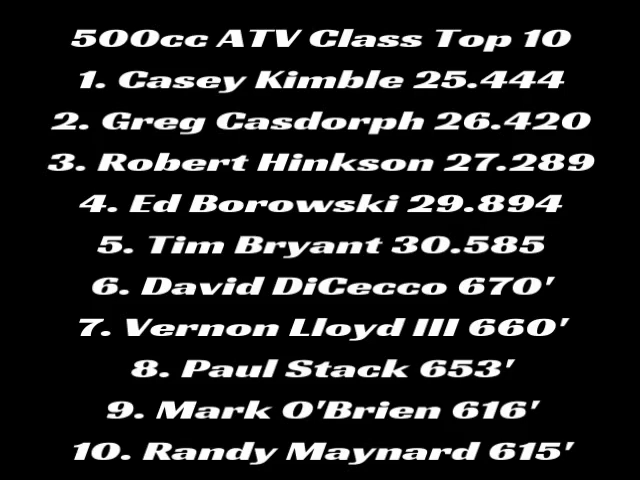 500cc ATV Class Top 10
1. Casey Kimble 25.444
2. Greg Casdorph 26.420
3. Robert Hinkson 27.289
4. Ed Borowski 29.894
5. Tim Bryant 30.585
6. David DiCecco 670'
7. Vernon Lloyd III 660'
8. Paul Stack 653'
9. Mark O'Brien 616'
10. Randy Maynard 615'